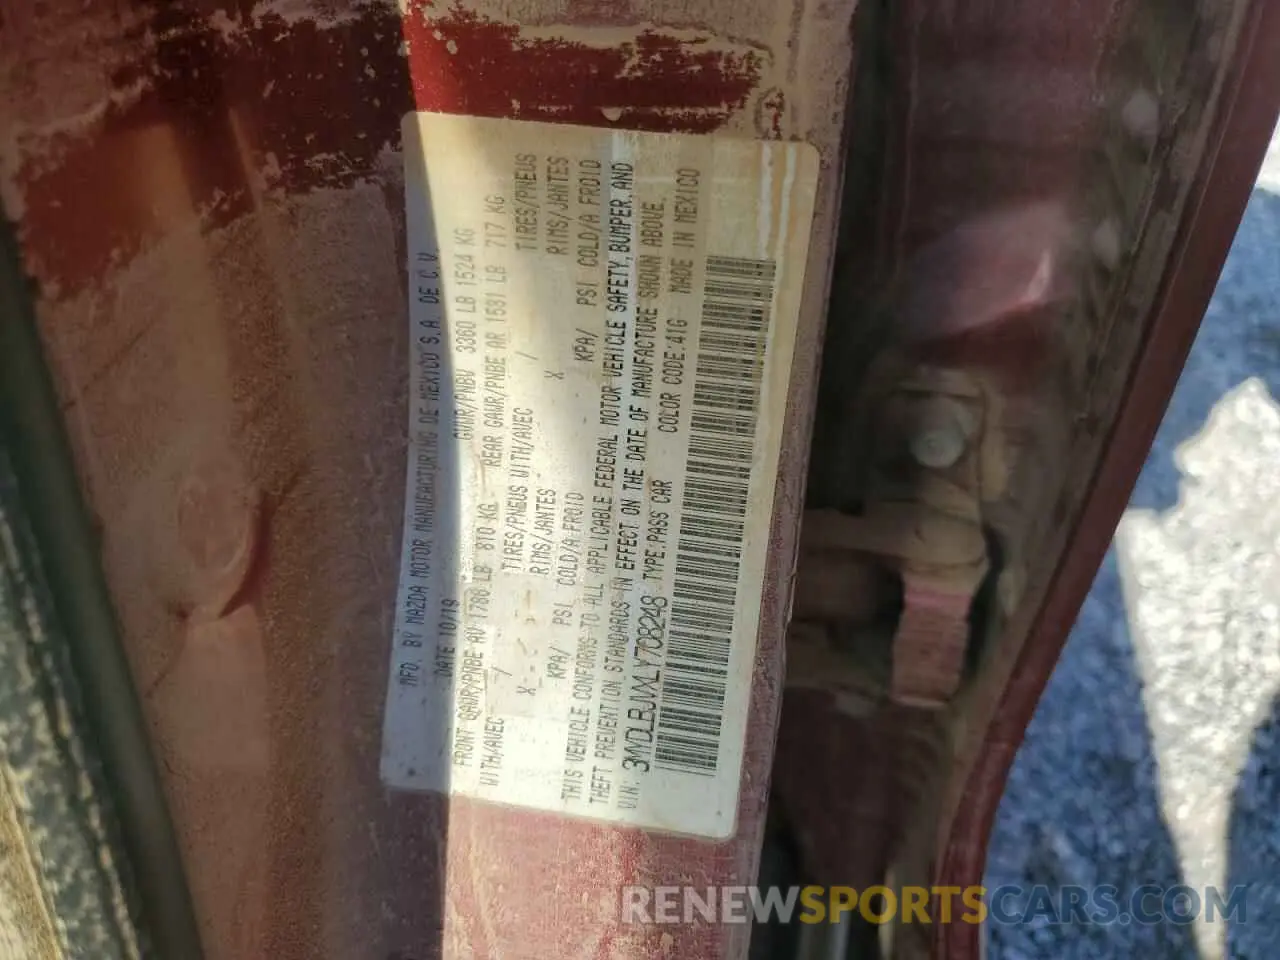 MFD. BY MAZDA MOTOR MANUFACTURING DE MEXICO S.A. DE C.V.
DATE 10/19 GVWR/PNBV 3360 LB 1524 KG
FRONT GAWR/PNBE AV LB 810 KG REAR GAWR/PNBE AR 1581 LB 717 KG
WITH/AVEC TIRES/PNEUS WITH/AVEC TIRES/PNEUS
X RIMS/JANTES X RIMS/JANTES
KPA/ PSI COLD/A FROID KPA/ PSI COLD/A FROID
THIS VEHICLE CONFORMS TO ALL APPLICABLE FEDERAL MOTOR VEHICLE SAFETY, BUMPER, AND
THEFT PREVENTION STANDARDS IN EFFECT ON THE DATE OF MANUFACTURE SHOWN ABOVE.
VIN: 3MYDLBJVXLY708248 TYPE:PASS CAR COLOR CODE:41G MADE IN MEXICO
RENEWSPORTSCARS.COM